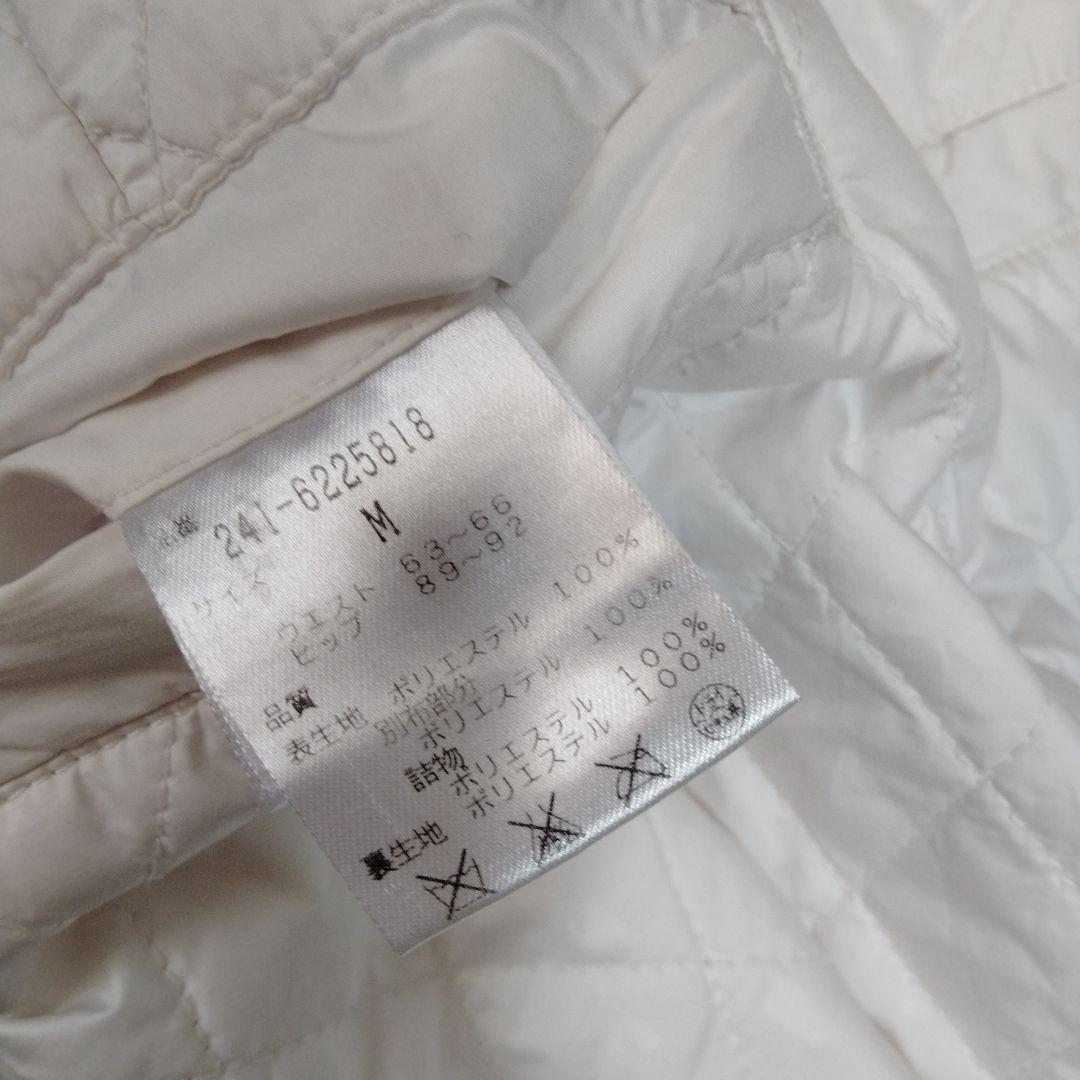 品番 241-6225818
サイズ M
ウエスト 63～66
ヒップ 89～92
品質
表生地 ポリエステル 100%
別布部分
ポリエステル 100%
詰物
ポリエステル 100%
裏生地 ポリエステル 100%